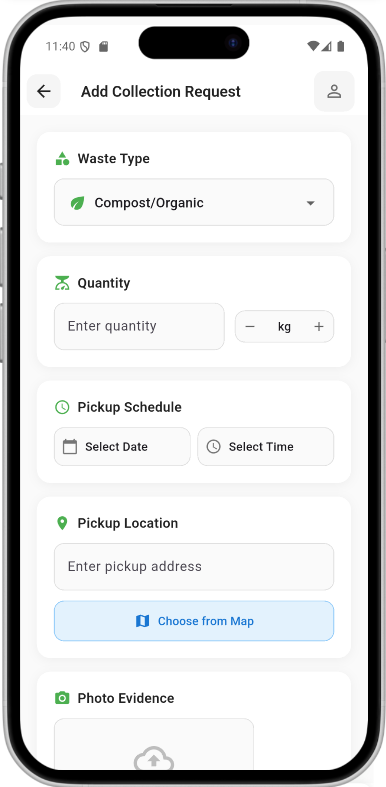 11:40
Add Collection Request
Waste Type
Compost/Organic
Quantity
Enter quantity
− kg +
Pickup Schedule
Select Date Select Time
Pickup Location
Enter pickup address
Choose from Map
Photo Evidence